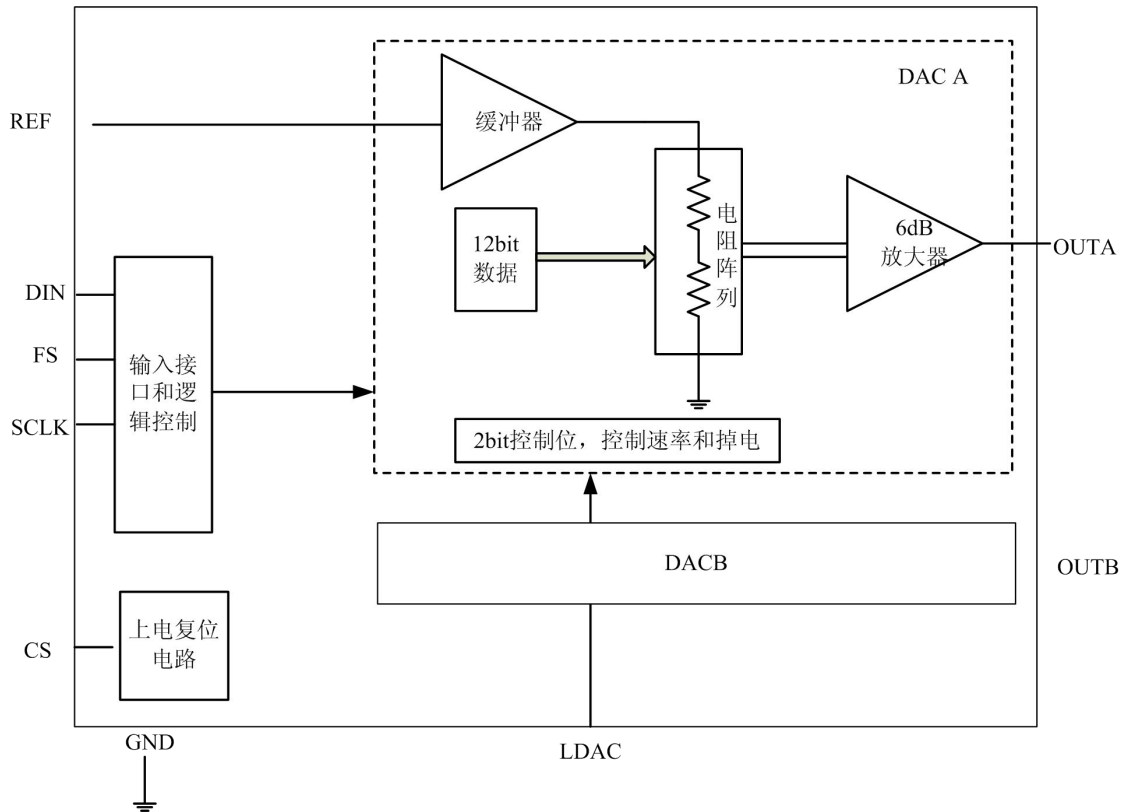 DAC A
REF
缓冲器
电阻阵列
12bit
数据
6dB
放大器
OUTA
DIN
FS
SCLK
输入接
口和逻
辑控制
2bit控制位，控制速率和掉电
DACB
OUTB
CS
上电复位
电路
GND
LDAC